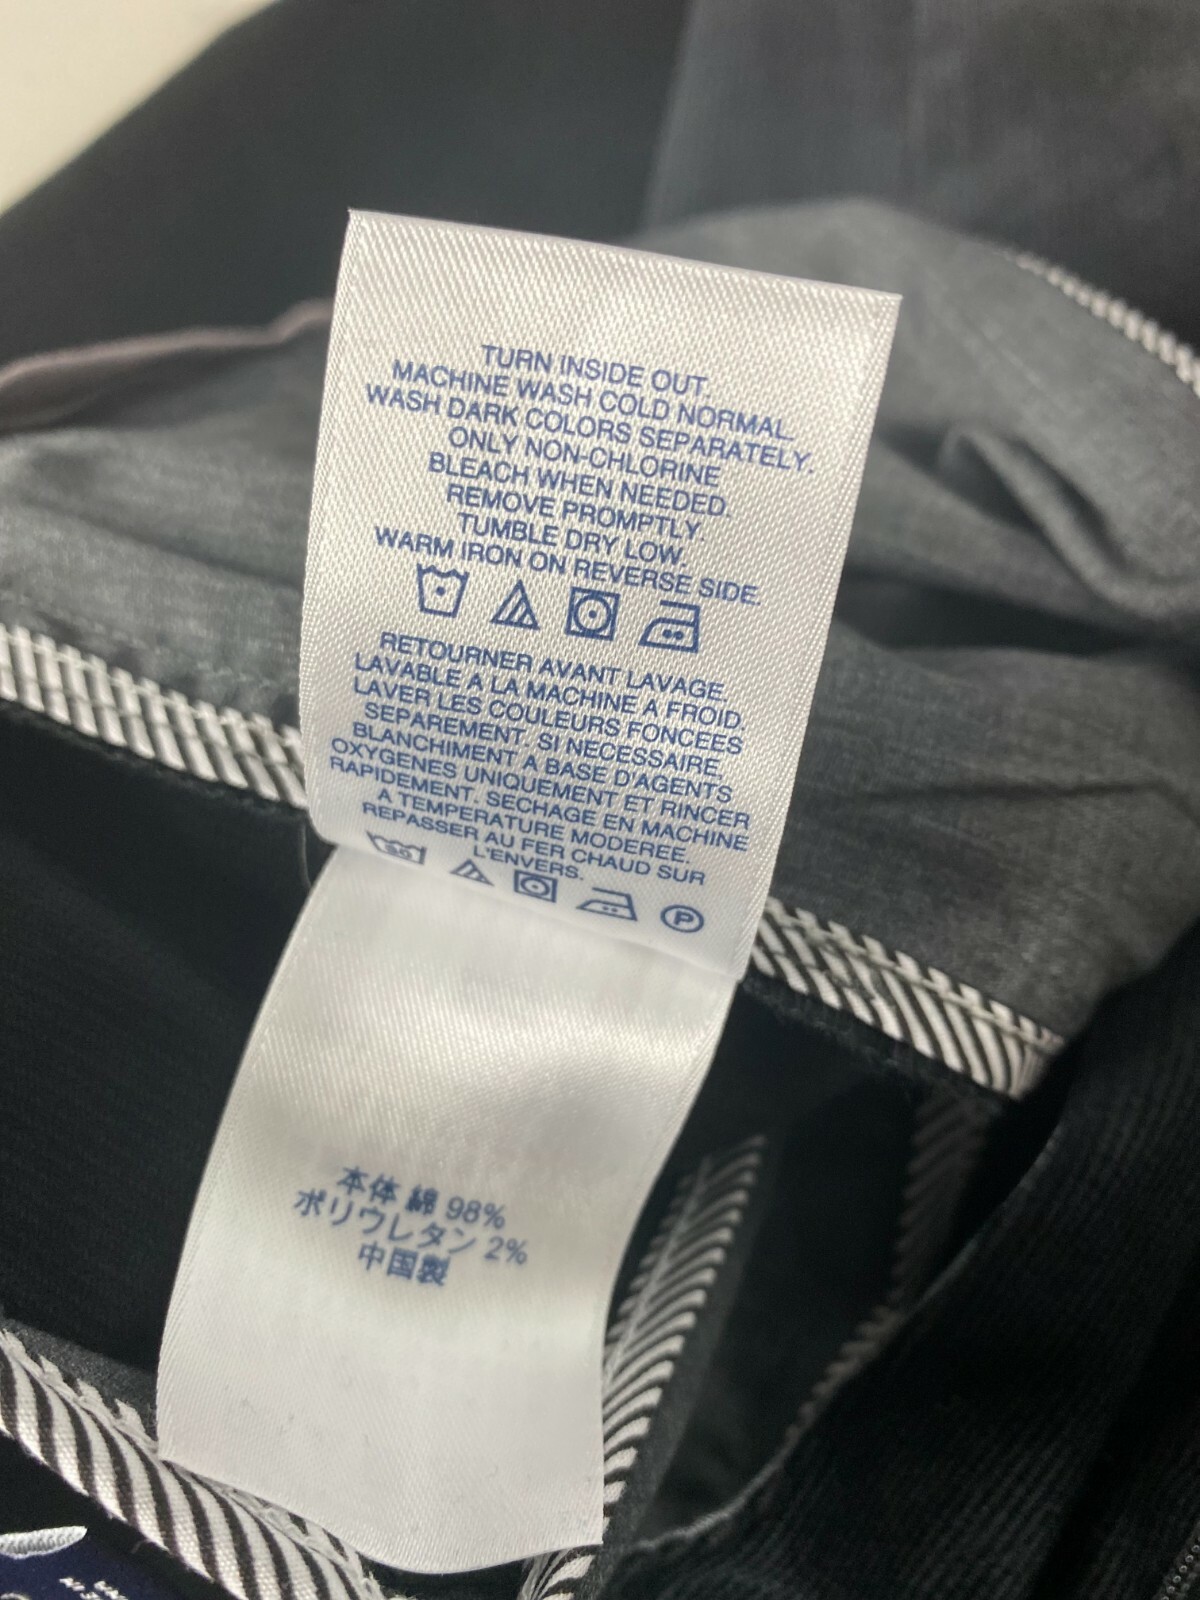 TURN INSIDE OUT.
MACHINE WASH COLD NORMAL.
WASH DARK COLORS SEPARATELY.
ONLY NON-CHLORINE
BLEACH WHEN NEEDED.
REMOVE PROMPTLY.
TUMBLE DRY LOW.
WARM IRON ON REVERSE SIDE.
RETOURNER AVANT LAVAGE.
LAVABLE A LA MACHINE A FROID.
LAVER LES COULEURS FONCEES
SEPAREMENT. SI NECESSAIRE,
BLANCHIMENT A BASE D'AGENTS
OXYGENES UNIQUEMENT ET RINCER
RAPIDEMENT. SECHAGE EN MACHINE
A TEMPERATURE MODEREE.
REPASSER AU FER CHAUD SUR
L'ENVERS.
30 P
本体 綿 98%
ポリウレタン 2%
中国製